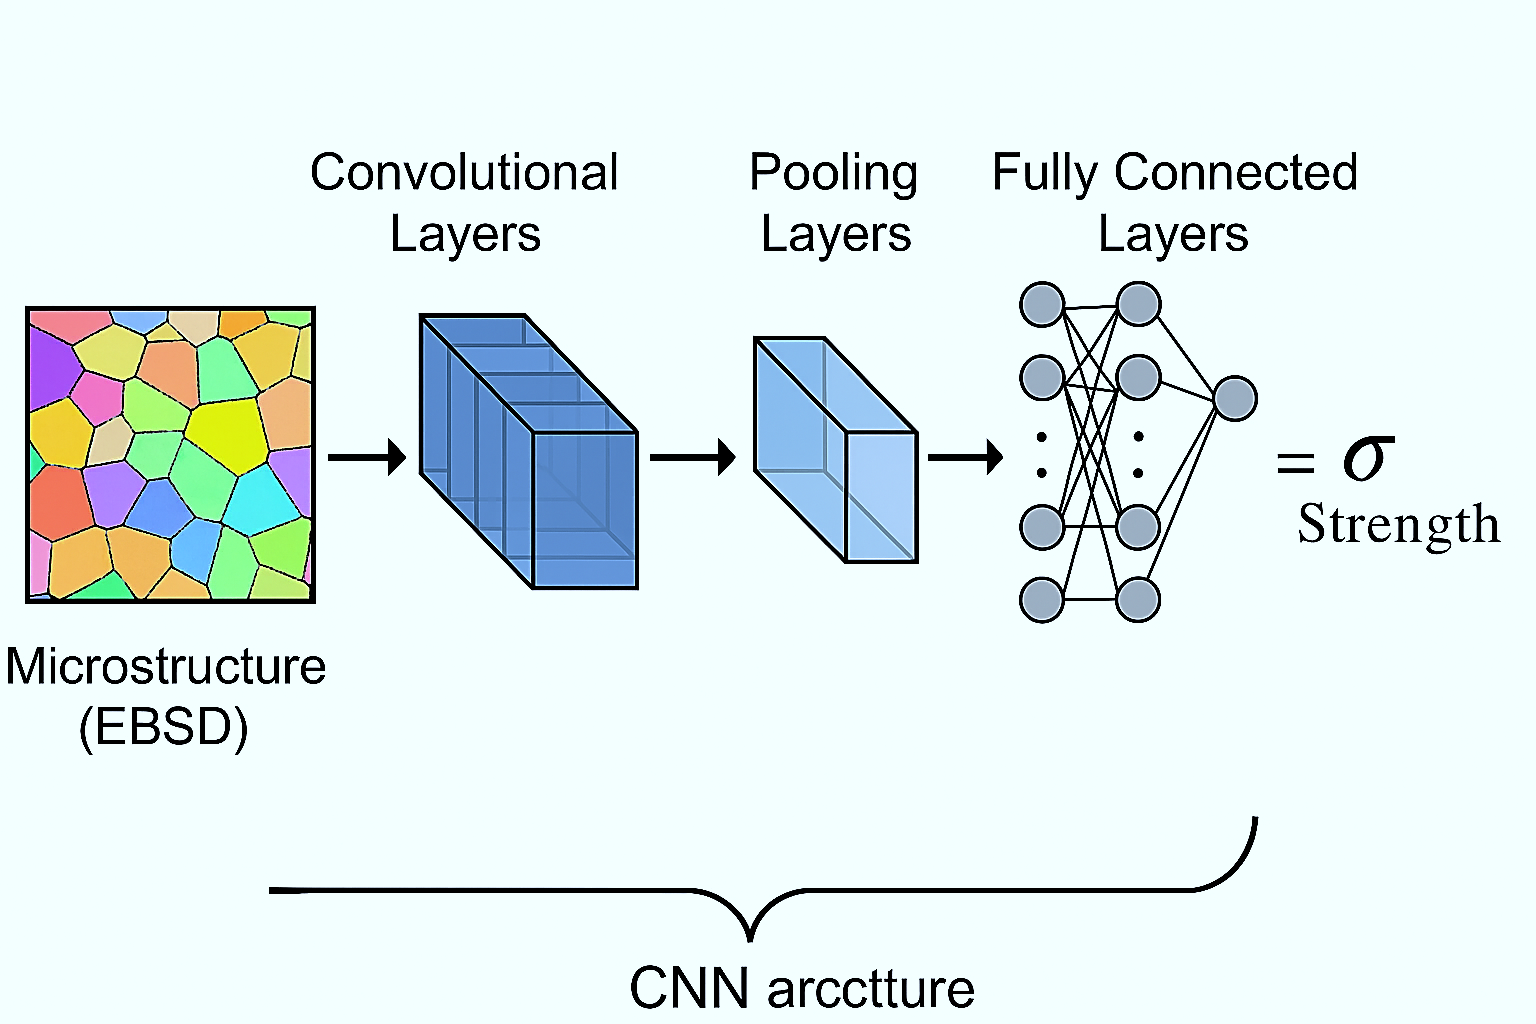 Convolutional
Layers
Pooling
Layers
Fully Connected
Layers
Microstructure
(EBSD)
= σ
Strength
CNN arcctture